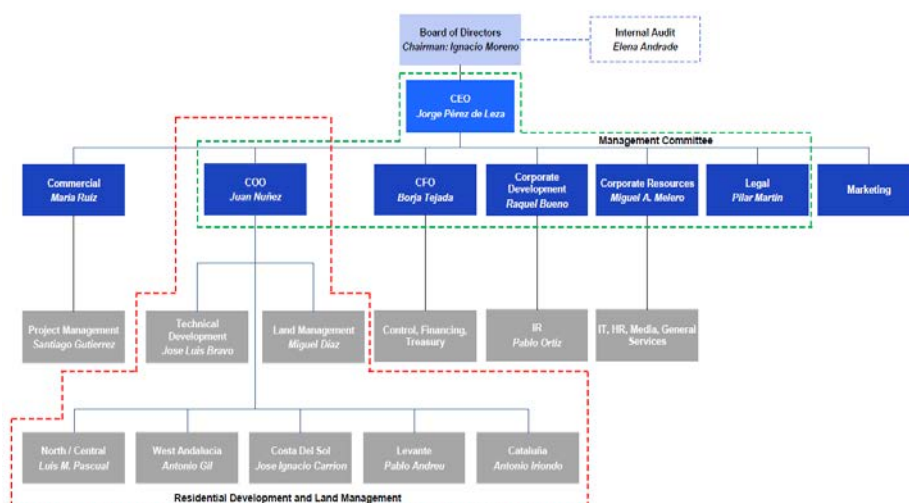 Board of Directors
Chairman: Ignacio Moreno
Internal Audit
Elena Andrade
CEO
Jorge Pérez de Leza
Management Committee
Commercial
María Ruiz
COO
Juan Nuñez
CFO
Borja Tejada
Corporate
Development
Raquel Bueno
Corporate Resources
Miguel A. Melero
Legal
Pilar Martín
Marketing
Project Management
Santiago Gutierrez
Technical
Development
Jose Luis Bravo
Land Management
Miguel Díaz
Control, Financing,
Treasury
IR
Pablo Ortiz
IT, HR, Media, General
Services
North / Central
Luis M. Pascual
West Andalucía
Antonio Gil
Costa Del Sol
Jose Ignacio Carrion
Levante
Pablo Andreu
Cataluña
Antonio Iriondo
Residential Development and Land Management